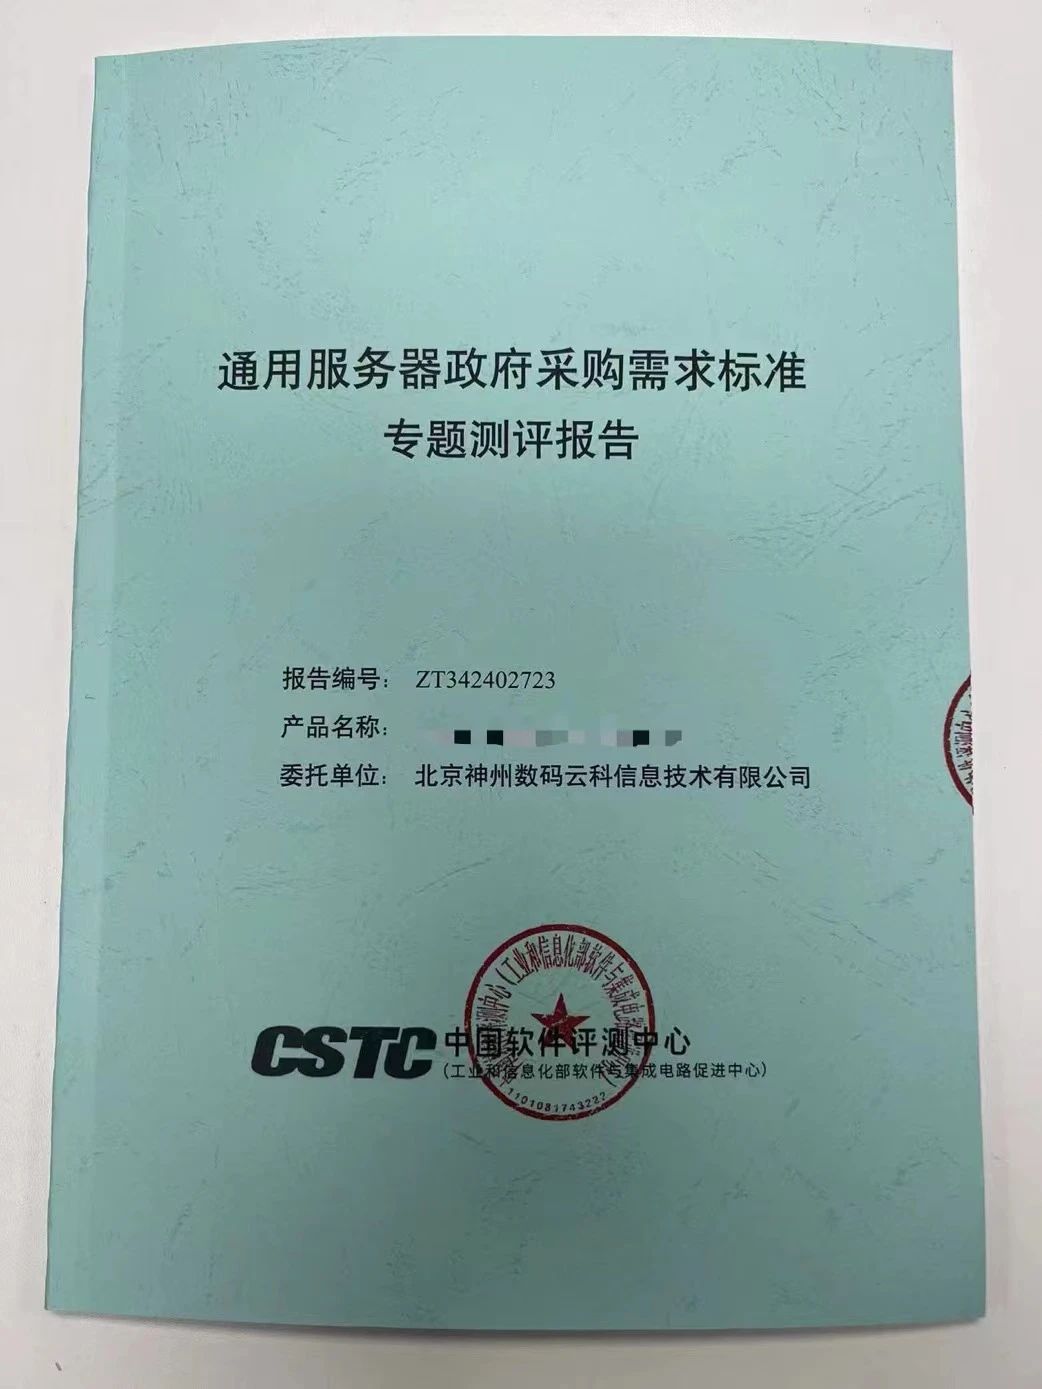 通用服务器政府采购需求标准
专题测评报告
报告编号： ZT342402723
产品名称：
委托单位： 北京神州数码云科信息技术有限公司
CSTC 中国软件评测中心
(工业和信息化部软件与集成电路促进中心)
1101081743222